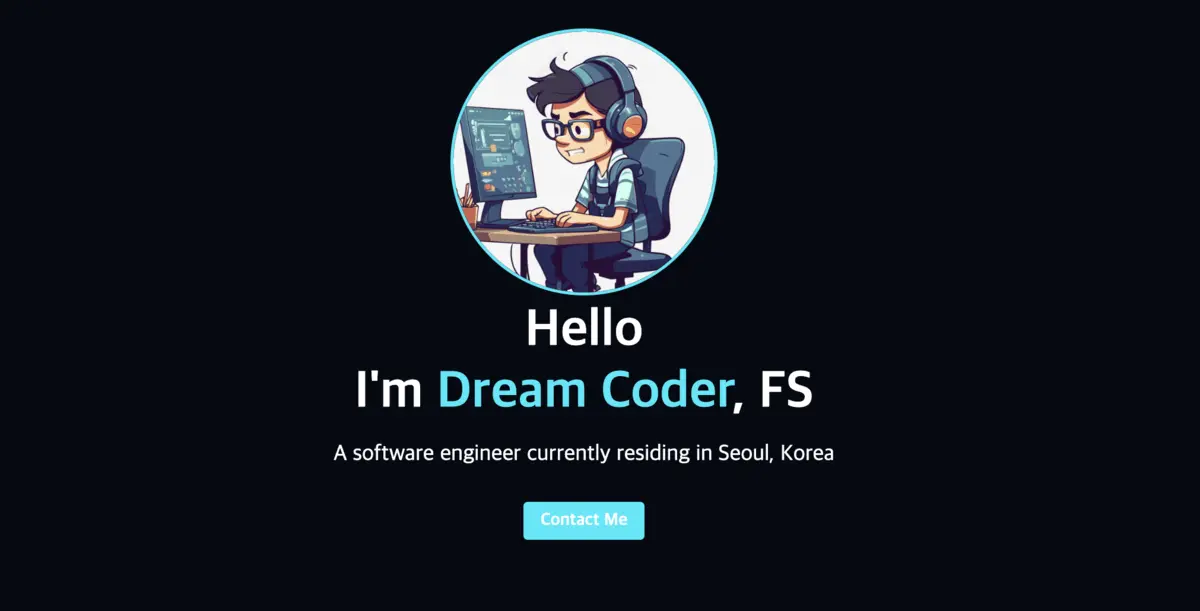 Hello
I'm Dream Coder, FS
A software engineer currently residing in Seoul, Korea
Contact Me